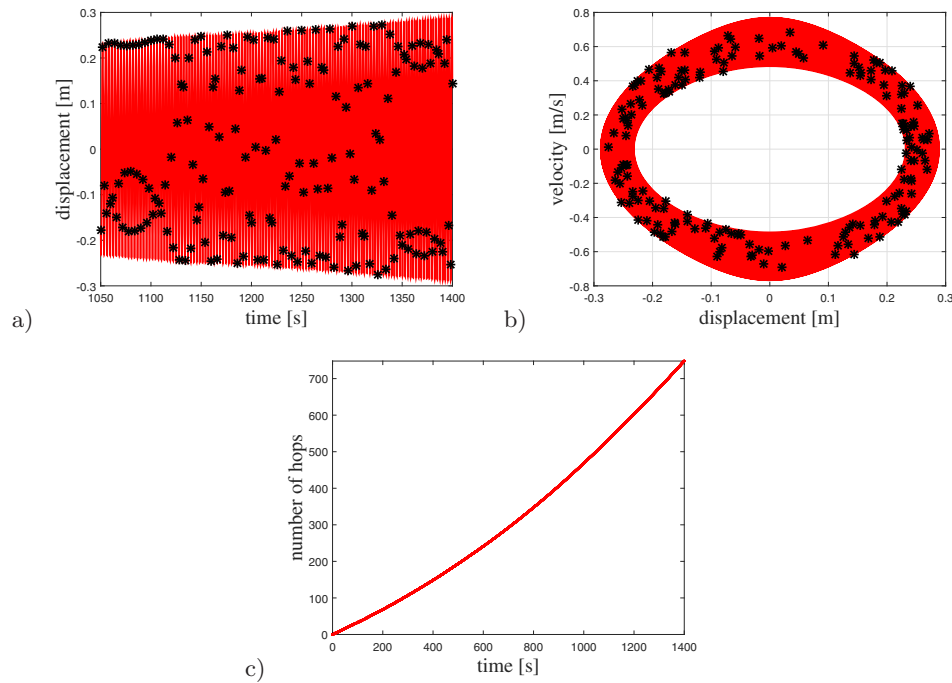 0.3
0.2
0.1
0
-0.1
-0.2
-0.3
displacement [m]
1050 1100 1150 1200 1250 1300 1350 1400
time [s]
a)
0.8
0.6
0.4
0.2
0
-0.2
-0.4
-0.6
-0.8
velocity [m/s]
-0.3 -0.2 -0.1 0 0.1 0.2 0.3
displacement [m]
b)
700
600
500
400
300
200
100
0
number of hops
0 200 400 600 800 1000 1200 1400
time [s]
c)